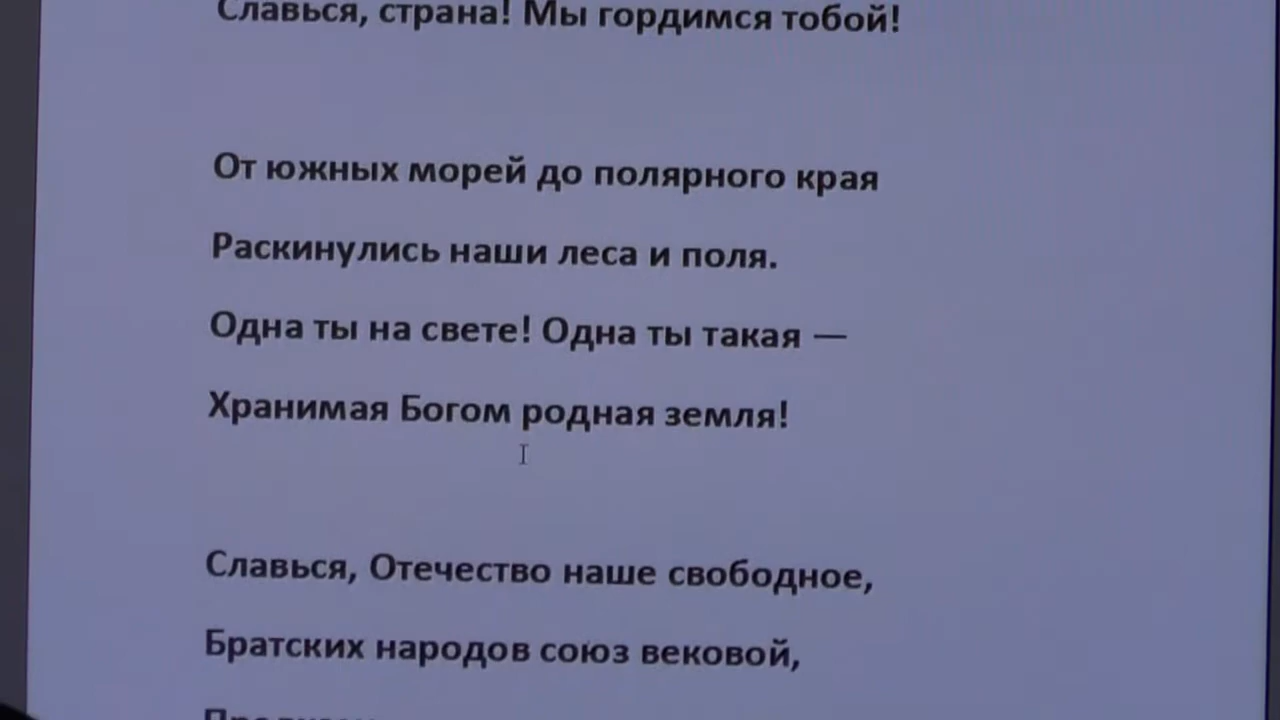 Славься, страна! Мы гордимся тобой!
От южных морей до полярного края
Раскинулись наши леса и поля.
Одна ты на свете! Одна ты такая —
Хранимая Богом родная земля!
Славься, Отечество наше свободное,
Братских народов союз вековой,